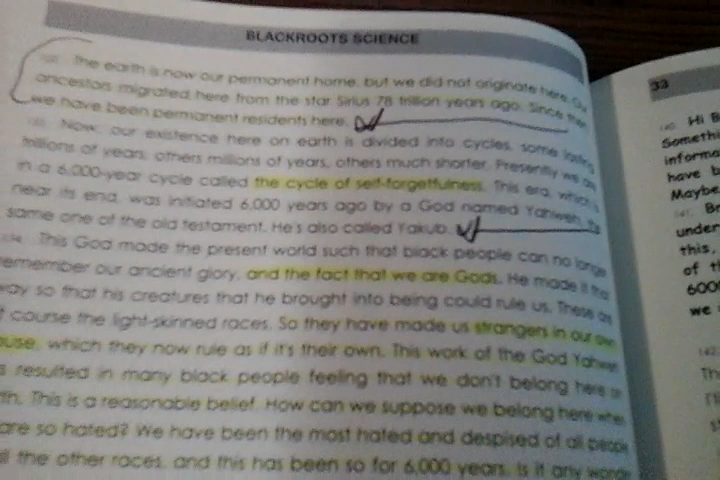 BLACKROOTS SCIENCE
The earth is now our permanent home, but we did not originate here. Our
ancestors migrated here from the star Sirius 78 trillion years ago. Since then
we have been permanent residents here.
Now, our existence here on earth is divided into cycles, some lasting
trillions of years, others millions of years, others much shorter. Presently we are
in a 6,000-year cycle called the cycle of self-forgetfulness. This era, which is
near its end, was initiated 6,000 years ago by a God named Yahweh,
same one of the old testament. He's also called Yakub.
This God made the present world such that black people can no longe
remember our ancient glory, and the fact that we are Gods. He made it tha
way so that his creatures that he brought into being could rule us. These are
f course the light-skinned races. So they have made us strangers in our own
ouse, which they now rule as if it's their own. This work of the God Yahweh
s resulted in many black people feeling that we don't belong here on
rth. This is a reasonable belief. How can we suppose we belong here when
are so hated? We have been the most hated and despised of all people
the other races, and this has been so for 6,000 years. Is it any wonder
33
140. Hi B
Someth
informa
have b
Maybe
141. Br
under
this,
of th
600
we
142.
Th